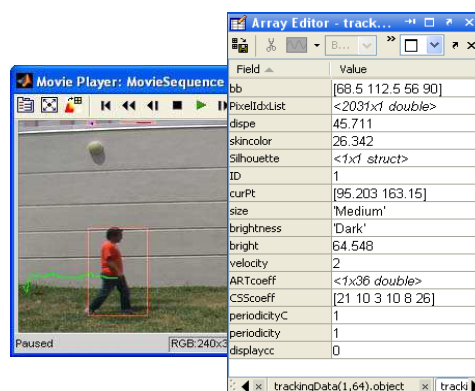 Array Editor - track...
B...
»
Field Value
bb [68.5 112.5 56 90]
PixelIdxList <2031x1 double>
dispe 45.711
skincolor 26.342
Silhouette <1x1 struct>
ID 1
curPt [95.203 163.15]
size 'Medium'
brightness 'Dark'
bright 64.548
velocity 2
ARTcoeff <1x36 double>
CSScoeff [21 10 3 10 8 26]
periodicityC 1
periodicity 1
displaycc 0
trackingData(1,64).object tracki
Movie Player: MovieSequence
Paused RGB:240x3